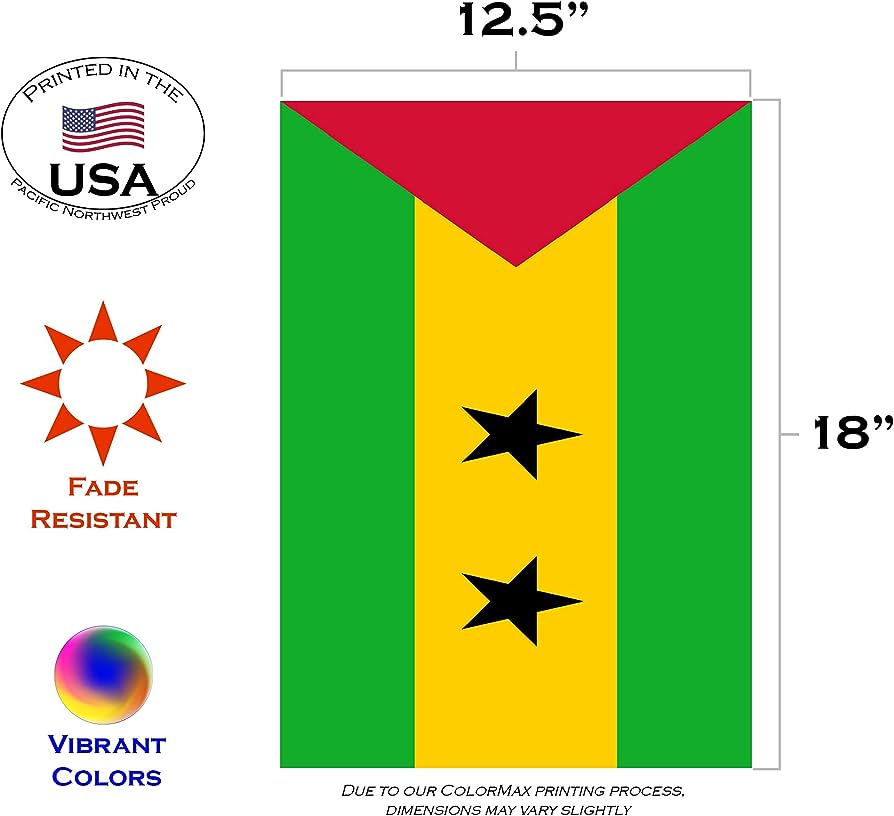 18”
12.5”
Due to our ColorMax printing process,
dimensions may vary slightly
Printed in the
USA
Pacific Northwest Proud
Fade
Resistant
Vibrant
Colors